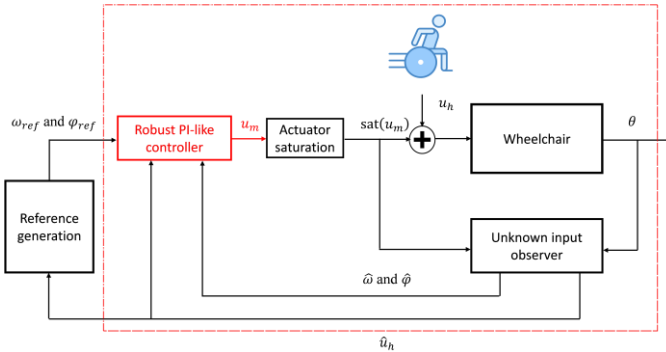 ω_ref and φ_ref
Robust PI-like
controller
u_m
Actuator
saturation
sat(u_m)
u_h
Wheelchair
θ
Reference
generation
Unknown input
observer
ω̂ and φ̂
û_h